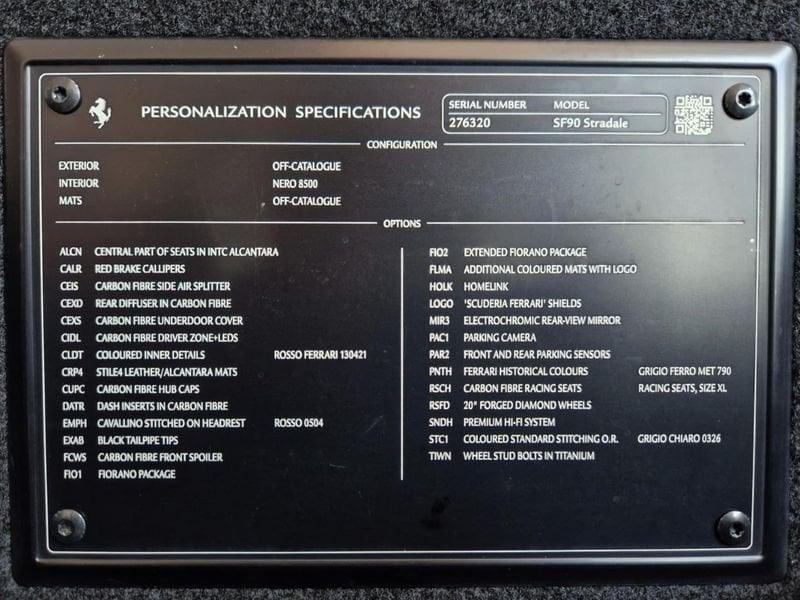 PERSONALIZATION SPECIFICATIONS
SERIAL NUMBER MODEL
276320 SF90 Stradale
CONFIGURATION
EXTERIOR OFF-CATALOGUE
INTERIOR NERO 8500
MATS OFF-CATALOGUE
OPTIONS
ALCN CENTRAL PART OF SEATS IN INTC ALCANTARA
CALR RED BRAKE CALLIPERS
CEIS CARBON FIBRE SIDE AIR SPLITTER
CEXD REAR DIFFUSER IN CARBON FIBRE
CEXS CARBON FIBRE UNDERDOOR COVER
CIDL CARBON FIBRE DRIVER ZONE+LEDS
CLDT COLOURED INNER DETAILS ROSSO FERRARI 130421
CRP4 STILE4 LEATHER/ALCANTARA MATS
CUPC CARBON FIBRE HUB CAPS
DATR DASH INSERTS IN CARBON FIBRE
EMPH CAVALLINO STITCHED ON HEADREST ROSSO 0504
EXAB BLACK TAILPIPE TIPS
FCWS CARBON FIBRE FRONT SPOILER
FIO1 FIORANO PACKAGE
FIO2 EXTENDED FIORANO PACKAGE
FLMA ADDITIONAL COLOURED MATS WITH LOGO
HOLK HOMELINK
LOGO 'SCUDERIA FERRARI' SHIELDS
MIR3 ELECTROCHROMIC REAR-VIEW MIRROR
PAC1 PARKING CAMERA
PAR2 FRONT AND REAR PARKING SENSORS
PNTH FERRARI HISTORICAL COLOURS GRIGIO FERRO MET 790
RSCH CARBON FIBRE RACING SEATS RACING SEATS, SIZE XL
RSFD 20" FORGED DIAMOND WHEELS
SNDH PREMIUM HI-FI SYSTEM
STC1 COLOURED STANDARD STITCHING O.R. GRIGIO CHIARO 0326
TIWN WHEEL STUD BOLTS IN TITANIUM